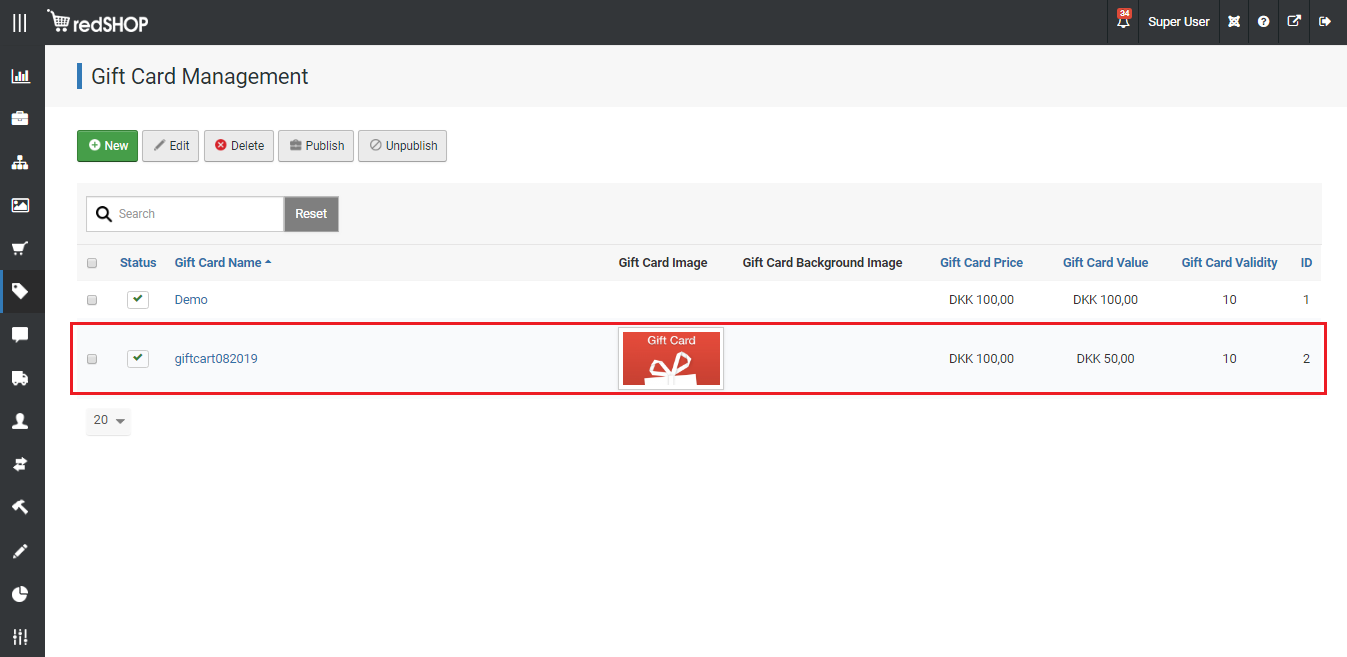 redSHOP 34 Super User
Gift Card Management
New Edit Delete Publish Unpublish
Search Reset
Status Gift Card Name Gift Card Image Gift Card Background Image Gift Card Price Gift Card Value Gift Card Validity ID
Demo DKK 100,00 DKK 100,00 10 1
Gift Card
giftcart082019 DKK 100,00 DKK 50,00 10 2
20